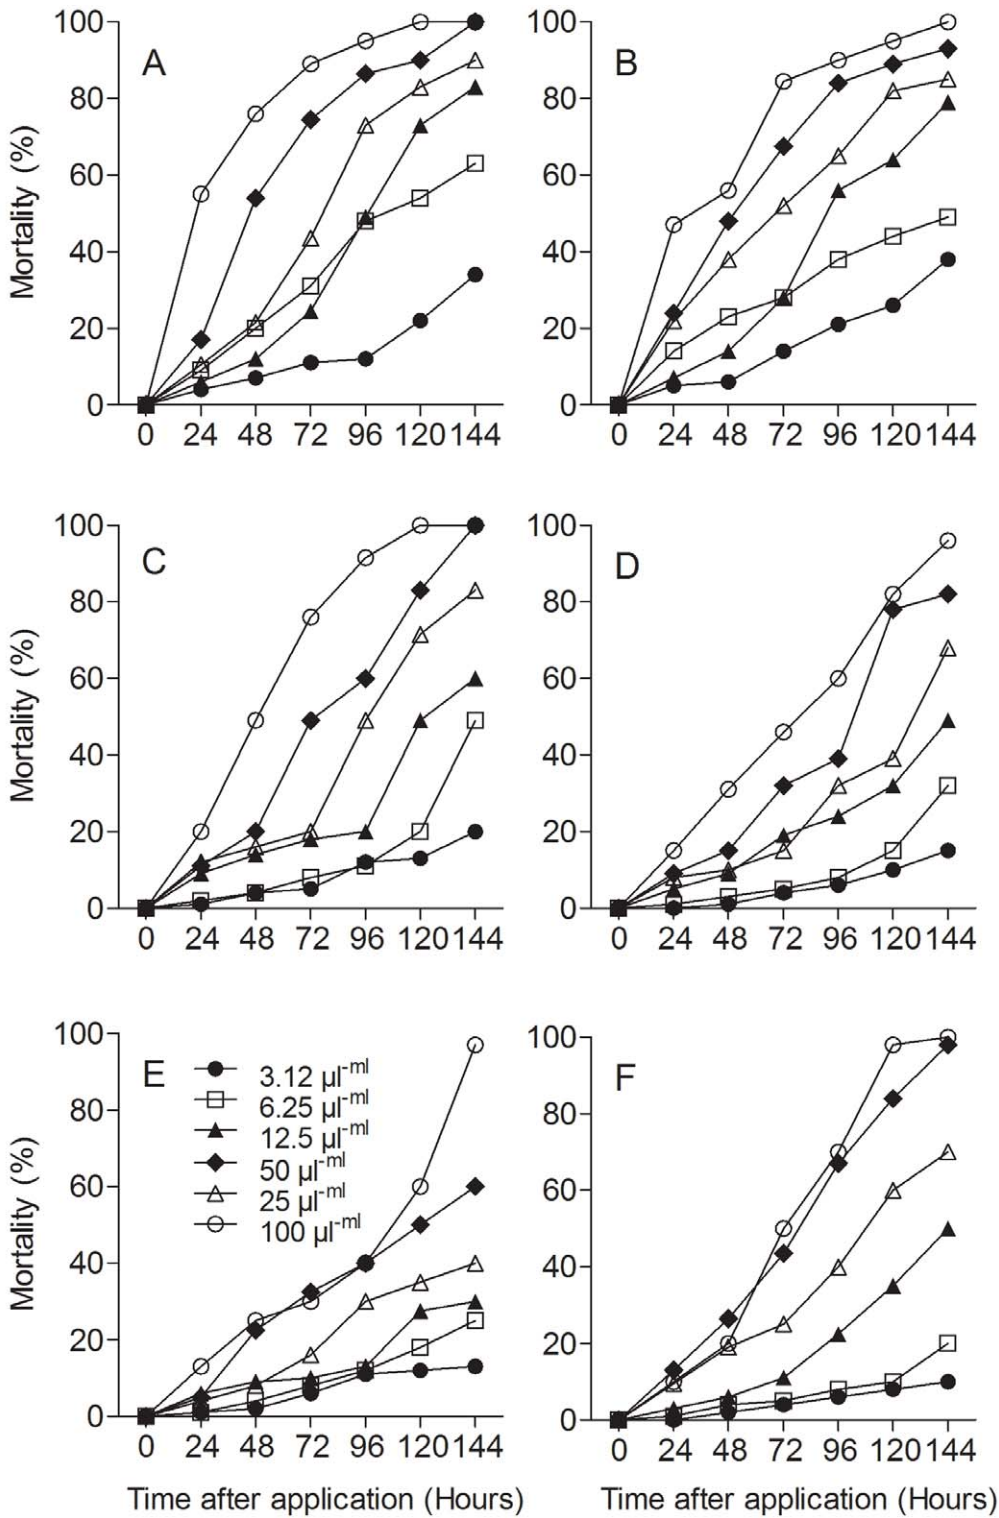 A
Mortality (%)
100
80
60
40
20
0
0 24 48 72 96 120 144
B
Mortality (%)
100
80
60
40
20
0
0 24 48 72 96 120 144
C
Mortality (%)
100
80
60
40
20
0
0 24 48 72 96 120 144
D
100
80
60
40
20
0
0 24 48 72 96 120 144
E
3.12 µl-ml
6.25 µl-ml
12.5 µl-ml
50 µl-ml
25 µl-ml
100 µl-ml
Mortality (%)
100
80
60
40
20
0
0 24 48 72 96 120 144
Time after application (Hours)
F
100
80
60
40
20
0
0 24 48 72 96 120 144
Time after application (Hours)